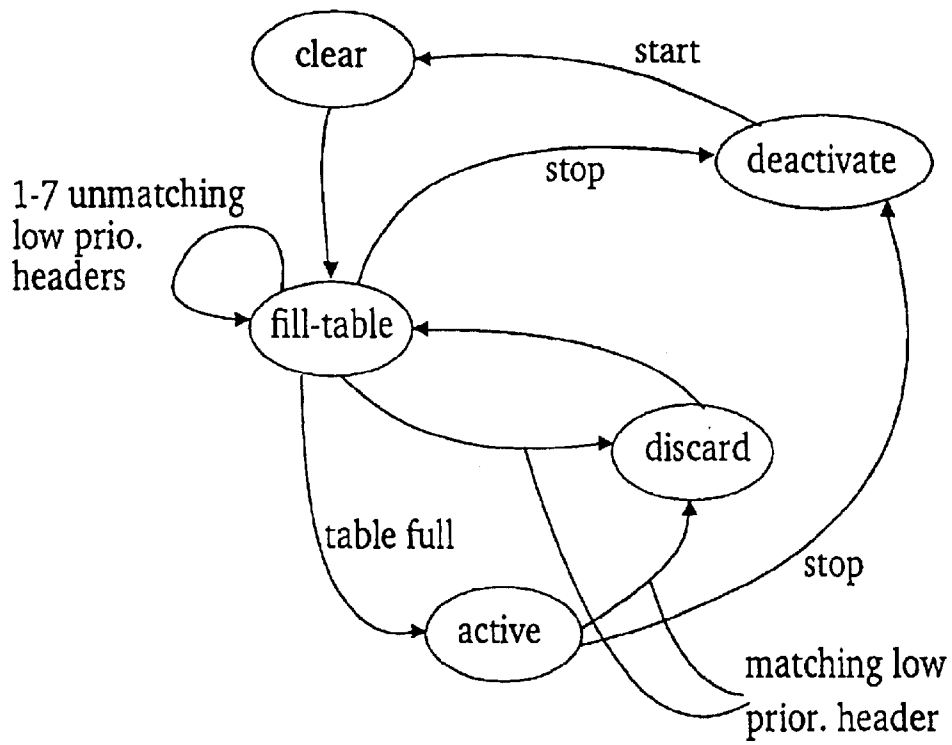 clear
start
deactivate
stop
1-7 unmatching
low prio.
headers
fill-table
discard
table full
stop
active
matching low
prior. header